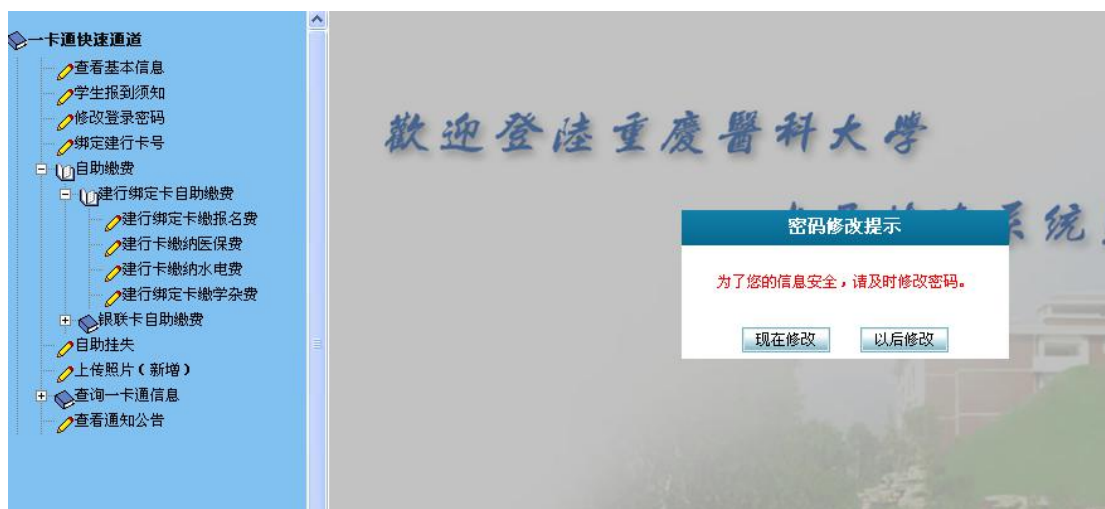 一卡通快速通道
查看基本信息
学生报到须知
修改登录密码
绑定建行卡号
自助缴费
建行绑定卡自助缴费
建行绑定卡缴报名费
建行卡缴纳医保费
建行卡缴纳水电费
建行绑定卡缴学杂费
银联卡自助缴费
自助挂失
上传照片（新增）
查询一卡通信息
查看通知公告
歡迎登陸重慶醫科大學
系统
密码修改提示
为了您的信息安全，请及时修改密码。
现在修改 以后修改